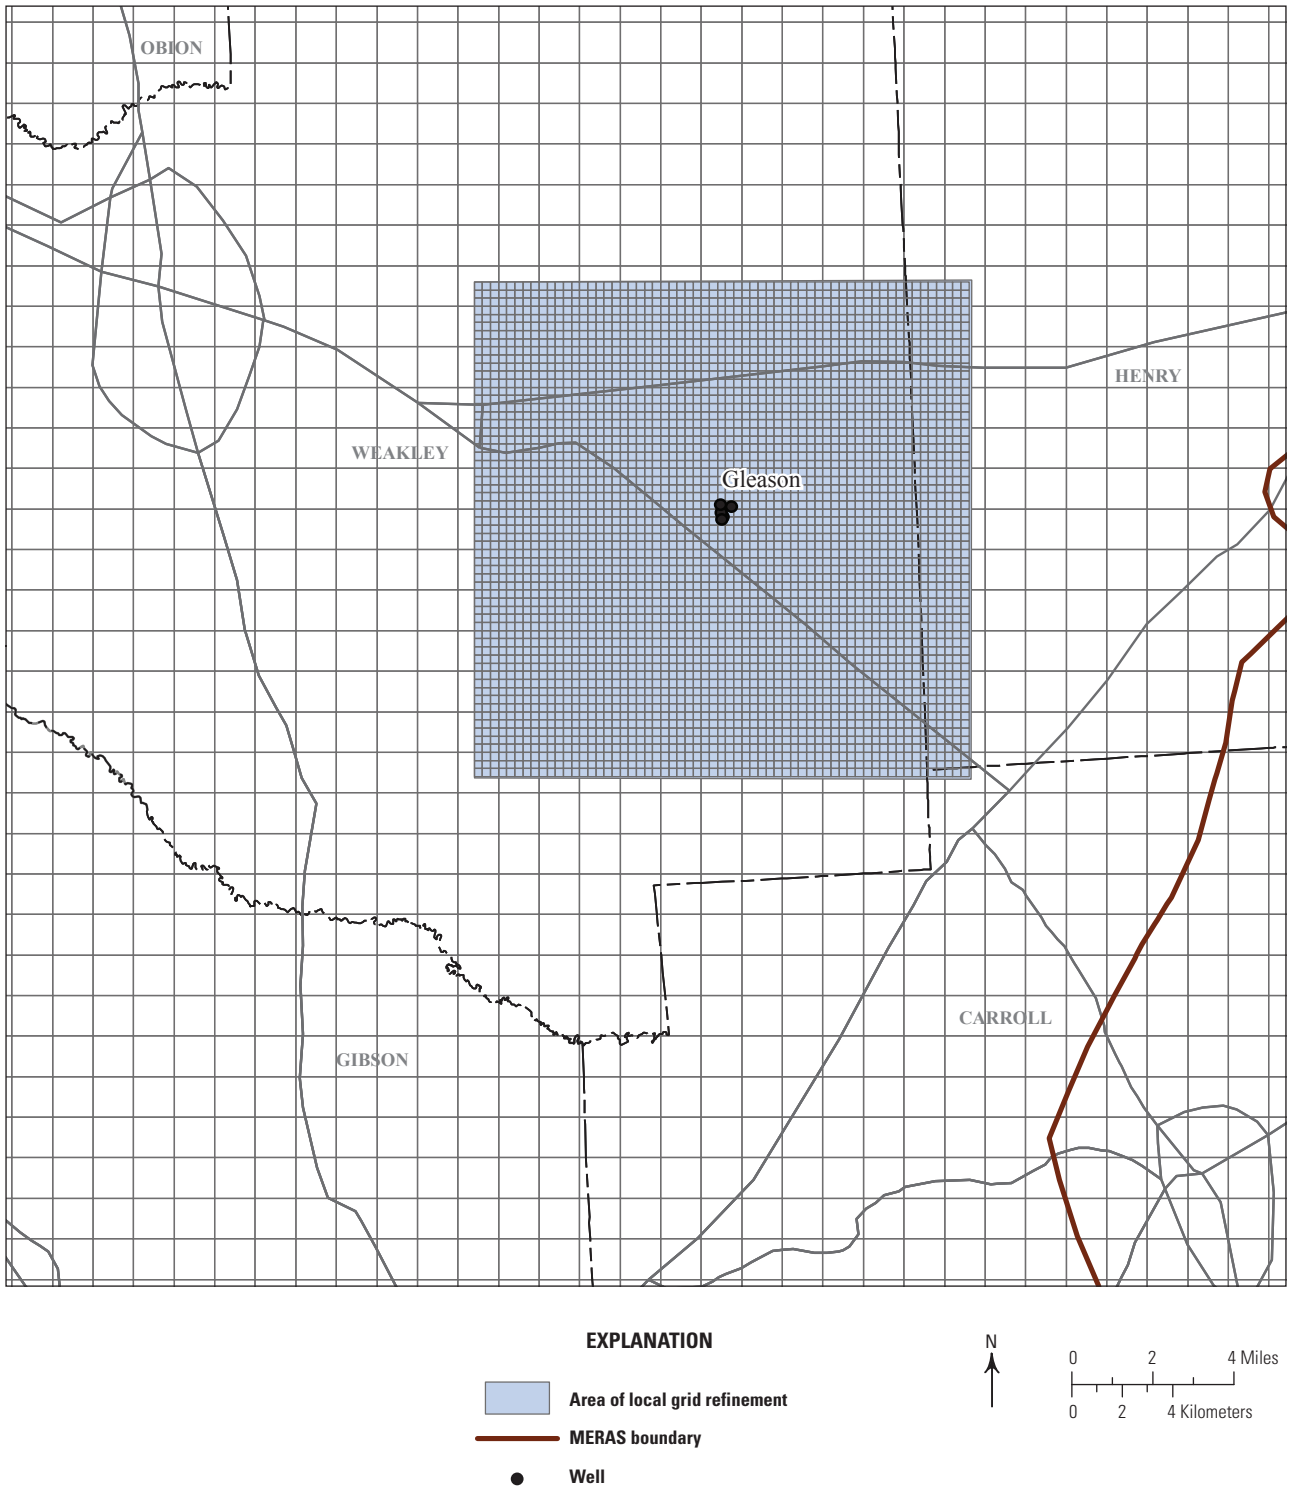 OBION
HENRY
WEAKLEY
Gleason
CARROLL
GIBSON
EXPLANATION
Area of local grid refinement
MERAS boundary
Well
N
0 2 4 Miles
0 2 4 Kilometers